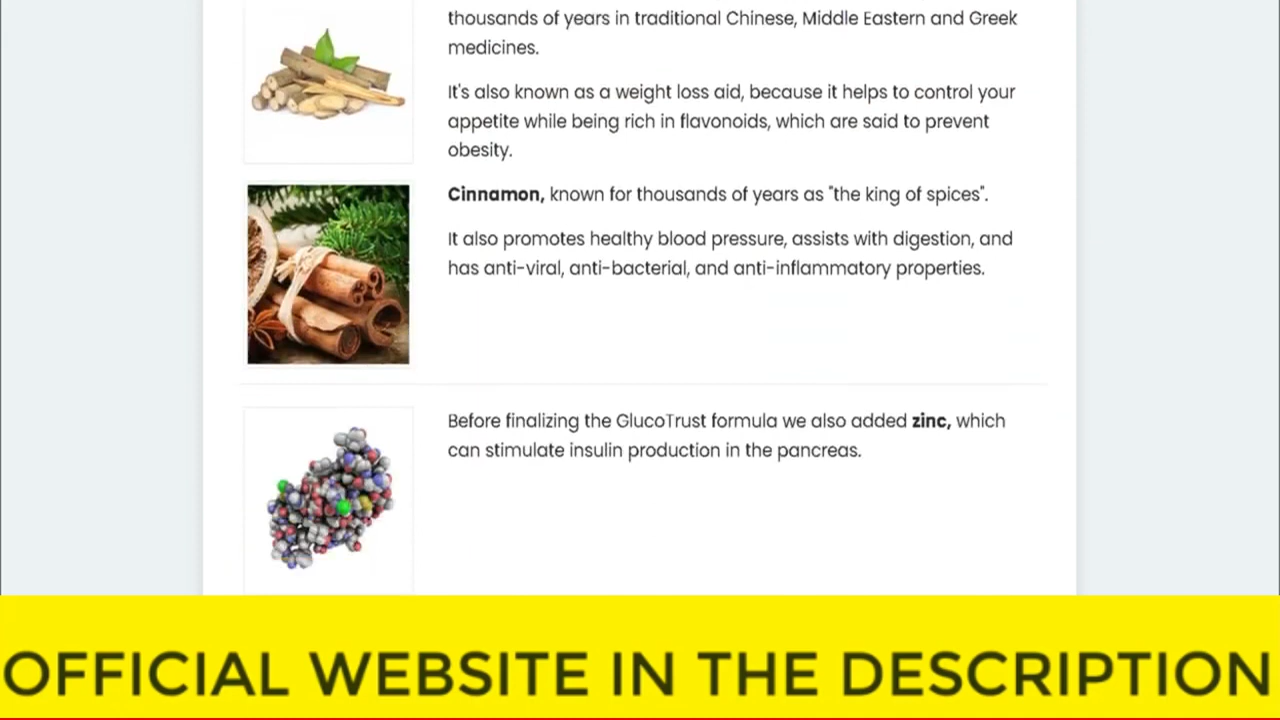 thousands of years in traditional Chinese, Middle Eastern and Greek
medicines.
It's also known as a weight loss aid, because it helps to control your
appetite while being rich in flavonoids, which are said to prevent
obesity.
Cinnamon, known for thousands of years as "the king of spices".
It also promotes healthy blood pressure, assists with digestion, and
has anti-viral, anti-bacterial, and anti-inflammatory properties.
Before finalizing the GlucoTrust formula we also added zinc, which
can stimulate insulin production in the pancreas.
OFFICIAL WEBSITE IN THE DESCRIPTION